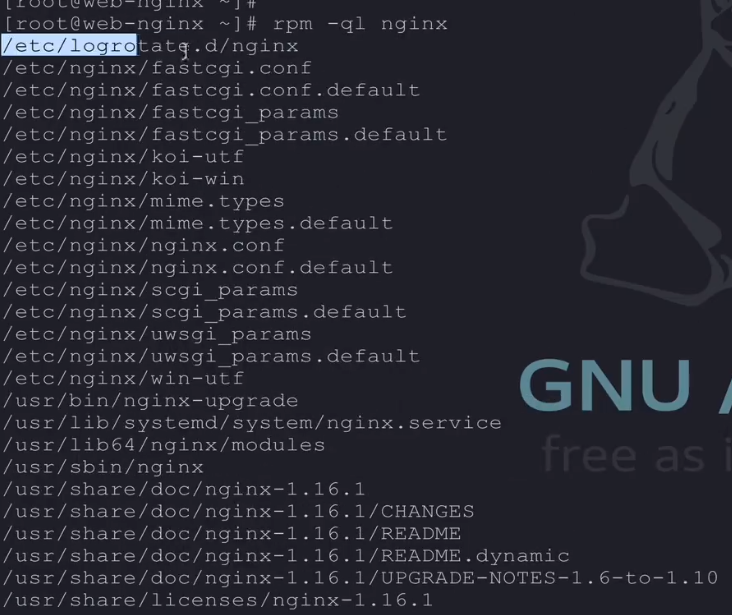 [root@web-nginx ~]#
[root@web-nginx ~]# rpm -ql nginx
/etc/logrotate.d/nginx
/etc/nginx/fastcgi.conf
/etc/nginx/fastcgi.conf.default
/etc/nginx/fastcgi_params
/etc/nginx/fastcgi_params.default
/etc/nginx/koi-utf
/etc/nginx/koi-win
/etc/nginx/mime.types
/etc/nginx/mime.types.default
/etc/nginx/nginx.conf
/etc/nginx/nginx.conf.default
/etc/nginx/scgi_params
/etc/nginx/scgi_params.default
/etc/nginx/uwsgi_params
/etc/nginx/uwsgi_params.default
/etc/nginx/win-utf
/usr/bin/nginx-upgrade
/usr/lib/systemd/system/nginx.service
/usr/lib64/nginx/modules
/usr/sbin/nginx
/usr/share/doc/nginx-1.16.1
/usr/share/doc/nginx-1.16.1/CHANGES
/usr/share/doc/nginx-1.16.1/README
/usr/share/doc/nginx-1.16.1/README.dynamic
/usr/share/doc/nginx-1.16.1/UPGRADE-NOTES-1.6-to-1.10
/usr/share/licenses/nginx-1.16.1
GNU
free as